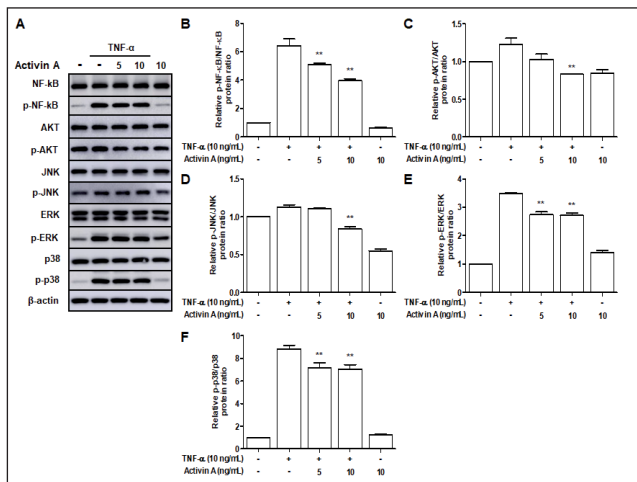 A
TNF-α
Activin A - - 5 10 10
NF-kB
p-NF-kB
AKT
p-AKT
JNK
p-JNK
ERK
p-ERK
p38
p-p38
β-actin
B
Relative p-NF-κB/NF-κB
protein ratio
8
6
4
2
0
**
**
TNF-α (10 ng/mL) - + + + -
Activin A (ng/mL) - - 5 10 10
C
Relative p-AKT/AKT
protein ratio
1.5
1.0
0.5
0.0
**
TNF-α (10 ng/mL) - + + + -
Activin A (ng/mL) - - 5 10 10
D
Relative p-JNK/JNK
protein ratio
1.5
1.0
0.5
0.0
**
TNF-α (10 ng/mL) - + + + -
Activin A (ng/mL) - - 5 10 10
E
Relative p-ERK/ERK
protein ratio
4
3
2
1
0
**
**
TNF-α (10 ng/mL) - + + + -
Activin A (ng/mL) - - 5 10 10
F
Relative p-p38/p38
protein ratio
10
8
6
4
2
0
**
**
TNF-α (10 ng/mL) - + + + -
Activin A (ng/mL) - - 5 10 10